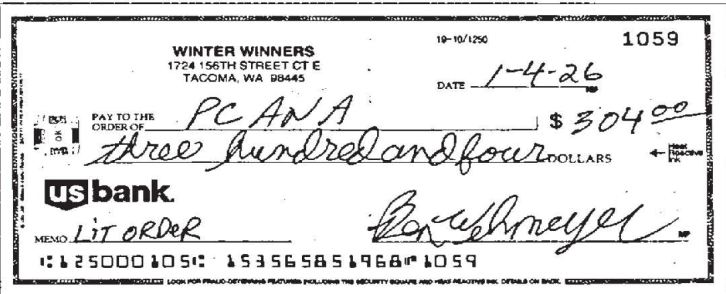 19-10/1250 1059
WINTER WINNERS
1724 156TH STREET CT E
TACOMA, WA 98445
DATE 1-4-26
PAY TO THE ORDER OF PCANA $ 304 00
three hundred and four DOLLARS
Heat Reactive Ink
usbank.
MEMO LIT ORDER
MP
⑆125000105⑆ 153565851968⑈1059
LOOK FOR FRAUD-DETERRING FEATURES INCLUDING THE SECURITY SQUARE AND HEAT REACTIVE INK. DETAILS ON BACK.